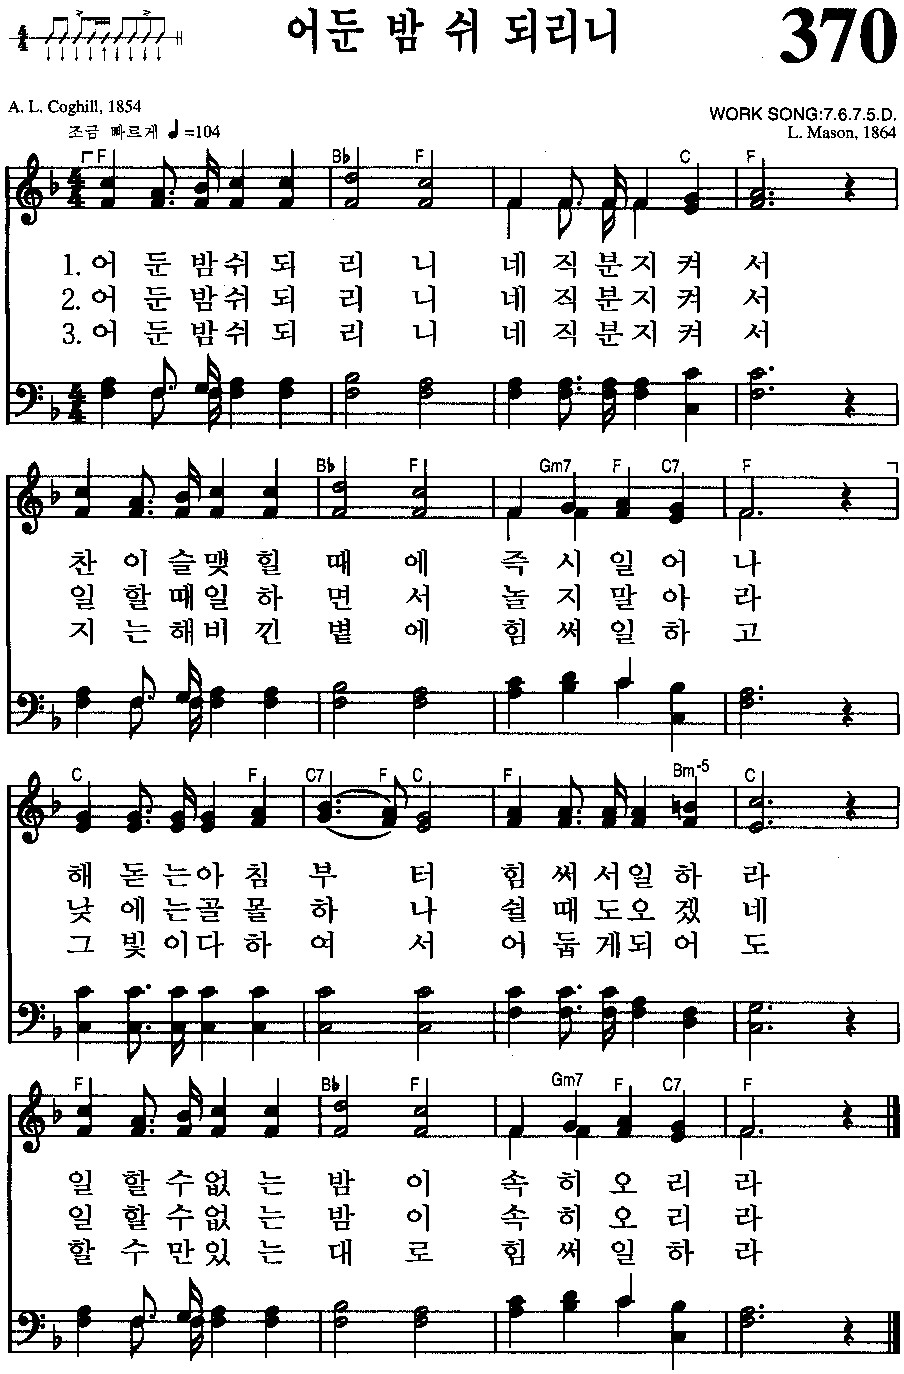 어둔 밤 쉬 되리니
370
A. L. Coghill, 1854
조금 빠르게 ♩=104
WORK SONG:7.6.7.5.D.
L. Mason, 1864
4/4
F B♭ F C F
1. 어 둔 밤 쉬 되 리 니 네 직 분 지 켜 서
2. 어 둔 밤 쉬 되 리 니 네 직 분 지 켜 서
3. 어 둔 밤 쉬 되 리 니 네 직 분 지 켜 서
B♭ F Gm7 F C7 F
찬 이 슬 맺 힐 때 에 즉 시 일 어 나
일 할 때 일 하 면 서 놀 지 말 아 라
지 는 해 비 낀 볕 에 힘 써 일 하 고
C F C7 F C F Bm-5 C
해 돋 는 아 침 부 터 힘 써 서 일 하 라
낮 에 는 골 몰 하 나 쉴 때 도 오 겠 네
그 빛 이 다 하 여 서 어 둡 게 되 어 도
F B♭ F Gm7 F C7 F
일 할 수 없 는 밤 이 속 히 오 리 라
일 할 수 없 는 밤 이 속 히 오 리 라
할 수 만 있 는 대 로 힘 써 일 하 라